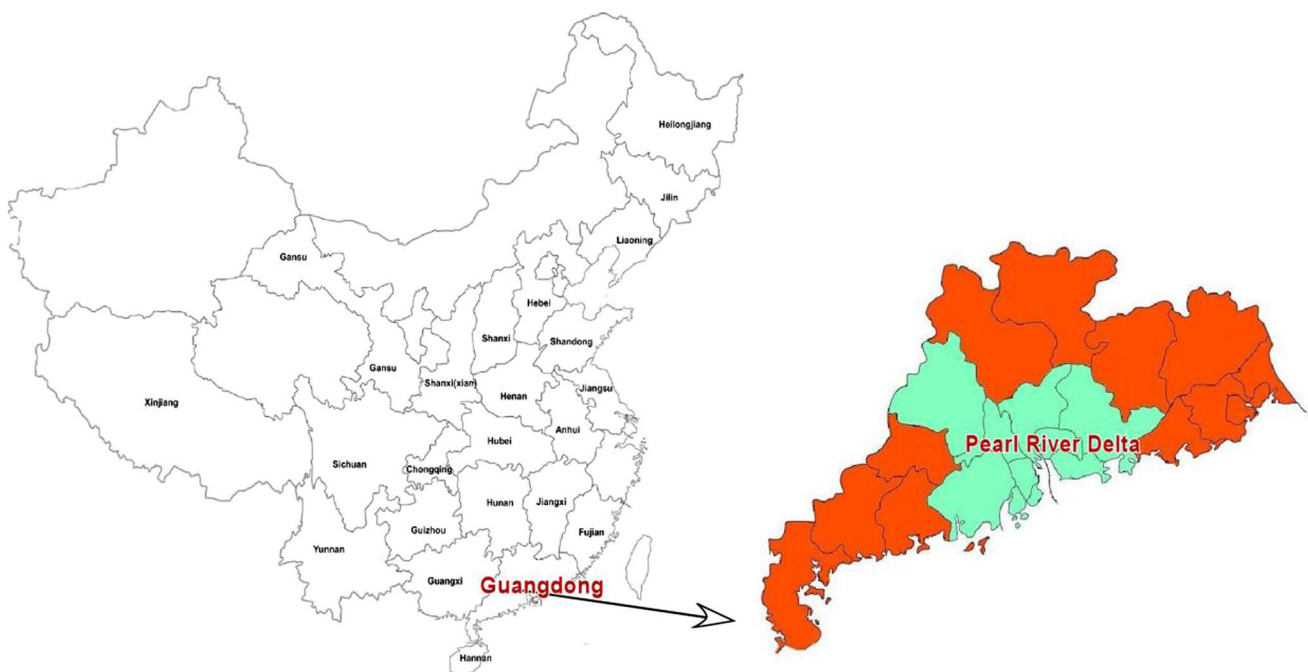 Heilongjiang
Jilin
Liaoning
Gansu
Hebei
Shanxi
Shandong
Gansu
Shanxi(xian)
Jiangsu
Xinjiang
Henan
Anhui
Hubei
Pearl River Delta
Sichuan
Chongqing
Hunan
Jiangxi
Guizhou
Fujian
Yunnan
Guangxi
Guangdong
Hannan